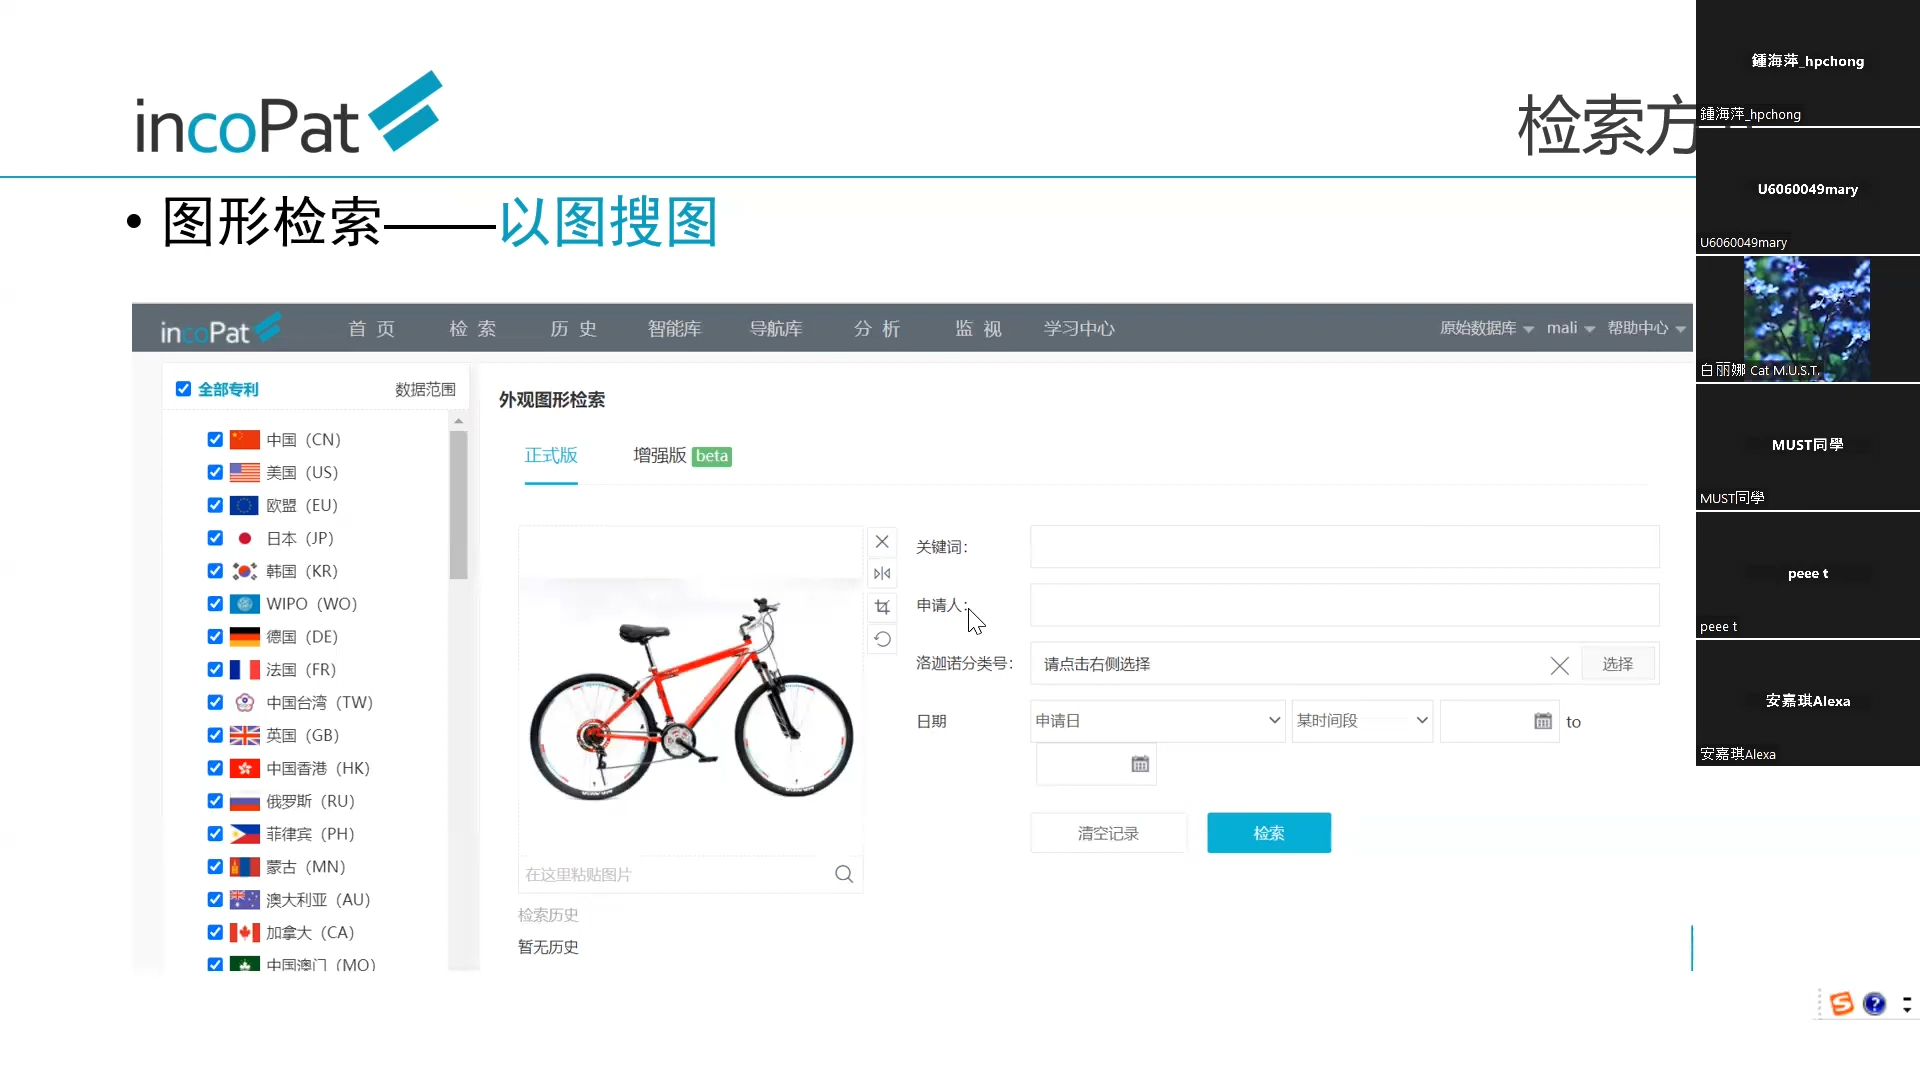 incoPat
检索方
• 图形检索——以图搜图
incoPat 首页 检索 历史 智能库 导航库 分析 监视 学习中心 原始数据库 mali 帮助中心
全部专利 数据范围
中国（CN）
美国（US）
欧盟（EU）
日本（JP）
韩国（KR）
WIPO（WO）
德国（DE）
法国（FR）
中国台湾（TW）
英国（GB）
中国香港（HK）
俄罗斯（RU）
菲律宾（PH）
蒙古（MN）
澳大利亚（AU）
加拿大（CA）
中国澳门（MO）
外观图形检索
正式版 增强版 beta
在这里粘贴图片
检索历史
暂无历史
关键词：
申请人：
洛迦诺分类号： 请点击右侧选择 选择
日期 申请日 某时间段 to
清空记录 检索
鍾海萍_hpchong
鍾海萍_hpchong
U6060049mary
U6060049mary
白丽娜 Cat M.U.S.T.
MUST同學
MUST同學
peee t
peee t
安嘉琪Alexa
安嘉琪Alexa